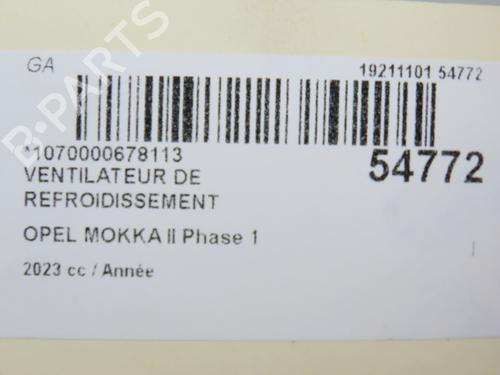 GA
19211101 54772
*1070000678113
54772
VENTILATEUR DE
REFROIDISSEMENT
OPEL MOKKA II Phase 1
2023 cc / Année
B-PARTS